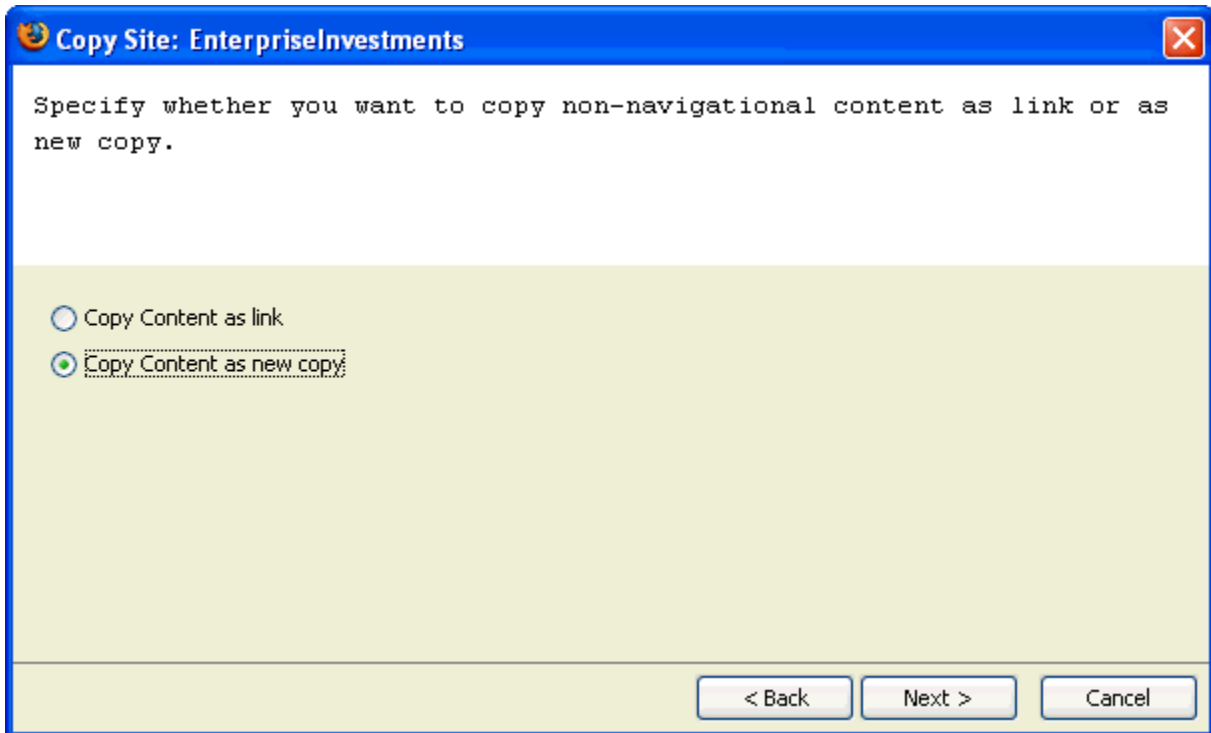 Copy Site: EnterpriseInvestments
Specify whether you want to copy non-navigational content as link or as
new copy.
Copy Content as link
Copy Content as new copy
< Back Next > Cancel